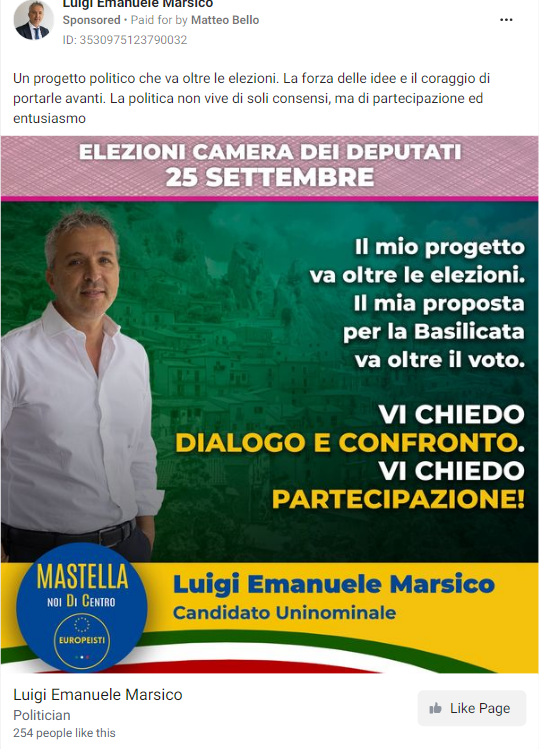 Luigi Emanuele Marsico
Sponsored • Paid for by Matteo Bello
ID: 3530975123790032
Un progetto politico che va oltre le elezioni. La forza delle idee e il coraggio di
portarle avanti. La politica non vive di soli consensi, ma di partecipazione ed
entusiasmo
ELEZIONI CAMERA DEI DEPUTATI
25 SETTEMBRE
Il mio progetto
va oltre le elezioni.
Il mia proposta
per la Basilicata
va oltre il voto.
VI CHIEDO
DIALOGO E CONFRONTO.
VI CHIEDO
PARTECIPAZIONE!
MASTELLA
NOI DI CENTRO
EUROPEISTI
Luigi Emanuele Marsico
Candidato Uninominale
Luigi Emanuele Marsico
Politician
254 people like this
Like Page